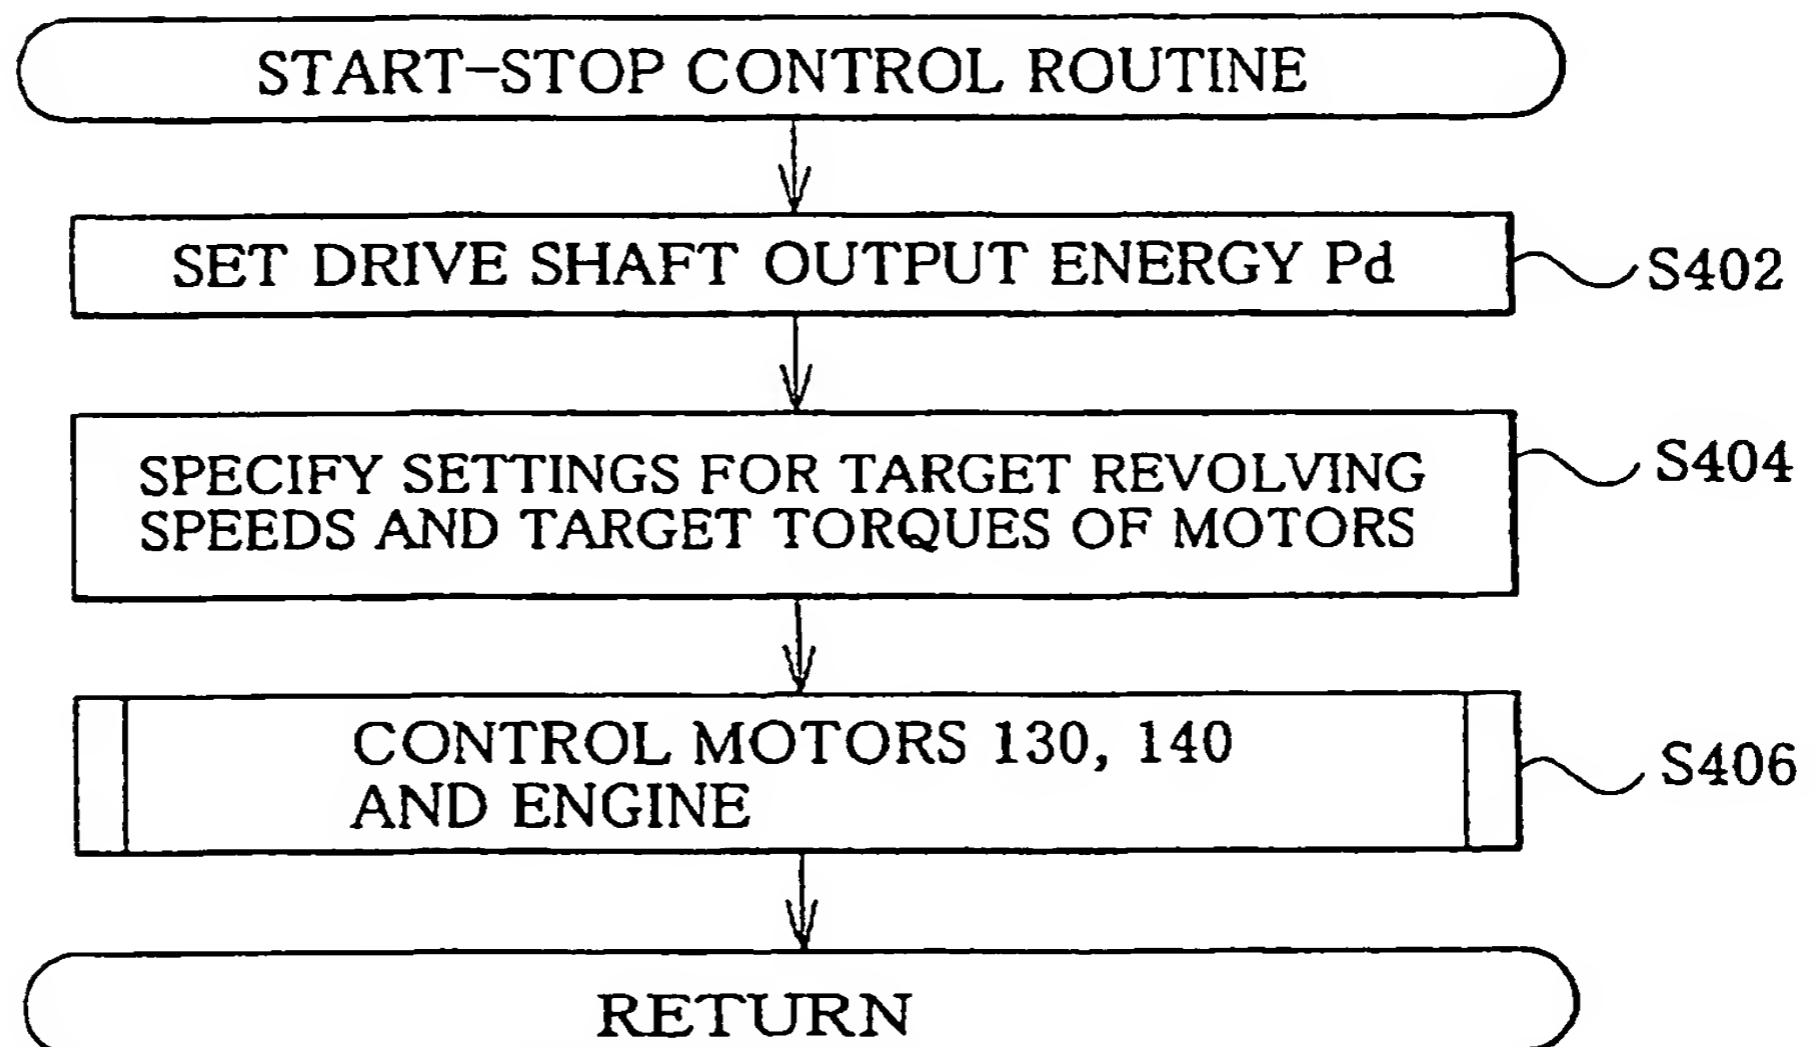 START-STOP CONTROL ROUTINE
SET DRIVE SHAFT OUTPUT ENERGY Pd
S402
SPECIFY SETTINGS FOR TARGET REVOLVING
SPEEDS AND TARGET TORQUES OF MOTORS
S404
CONTROL MOTORS 130, 140
AND ENGINE
S406
RETURN